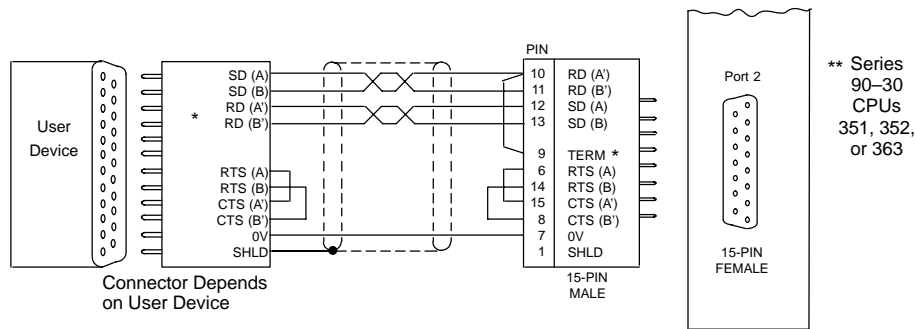 User
Device
*
SD (A)
SD (B)
RD (A')
RD (B')
RTS (A)
RTS (B)
CTS (A')
CTS (B')
0V
SHLD
Connector Depends
on User Device
PIN
10 RD (A')
11 RD (B')
12 SD (A)
13 SD (B)
9 TERM *
6 RTS (A)
14 RTS (B)
15 CTS (A')
8 CTS (B')
7 0V
1 SHLD
15-PIN
MALE
Port 2
15-PIN
FEMALE
** Series
90–30
CPUs
351, 352,
or 363